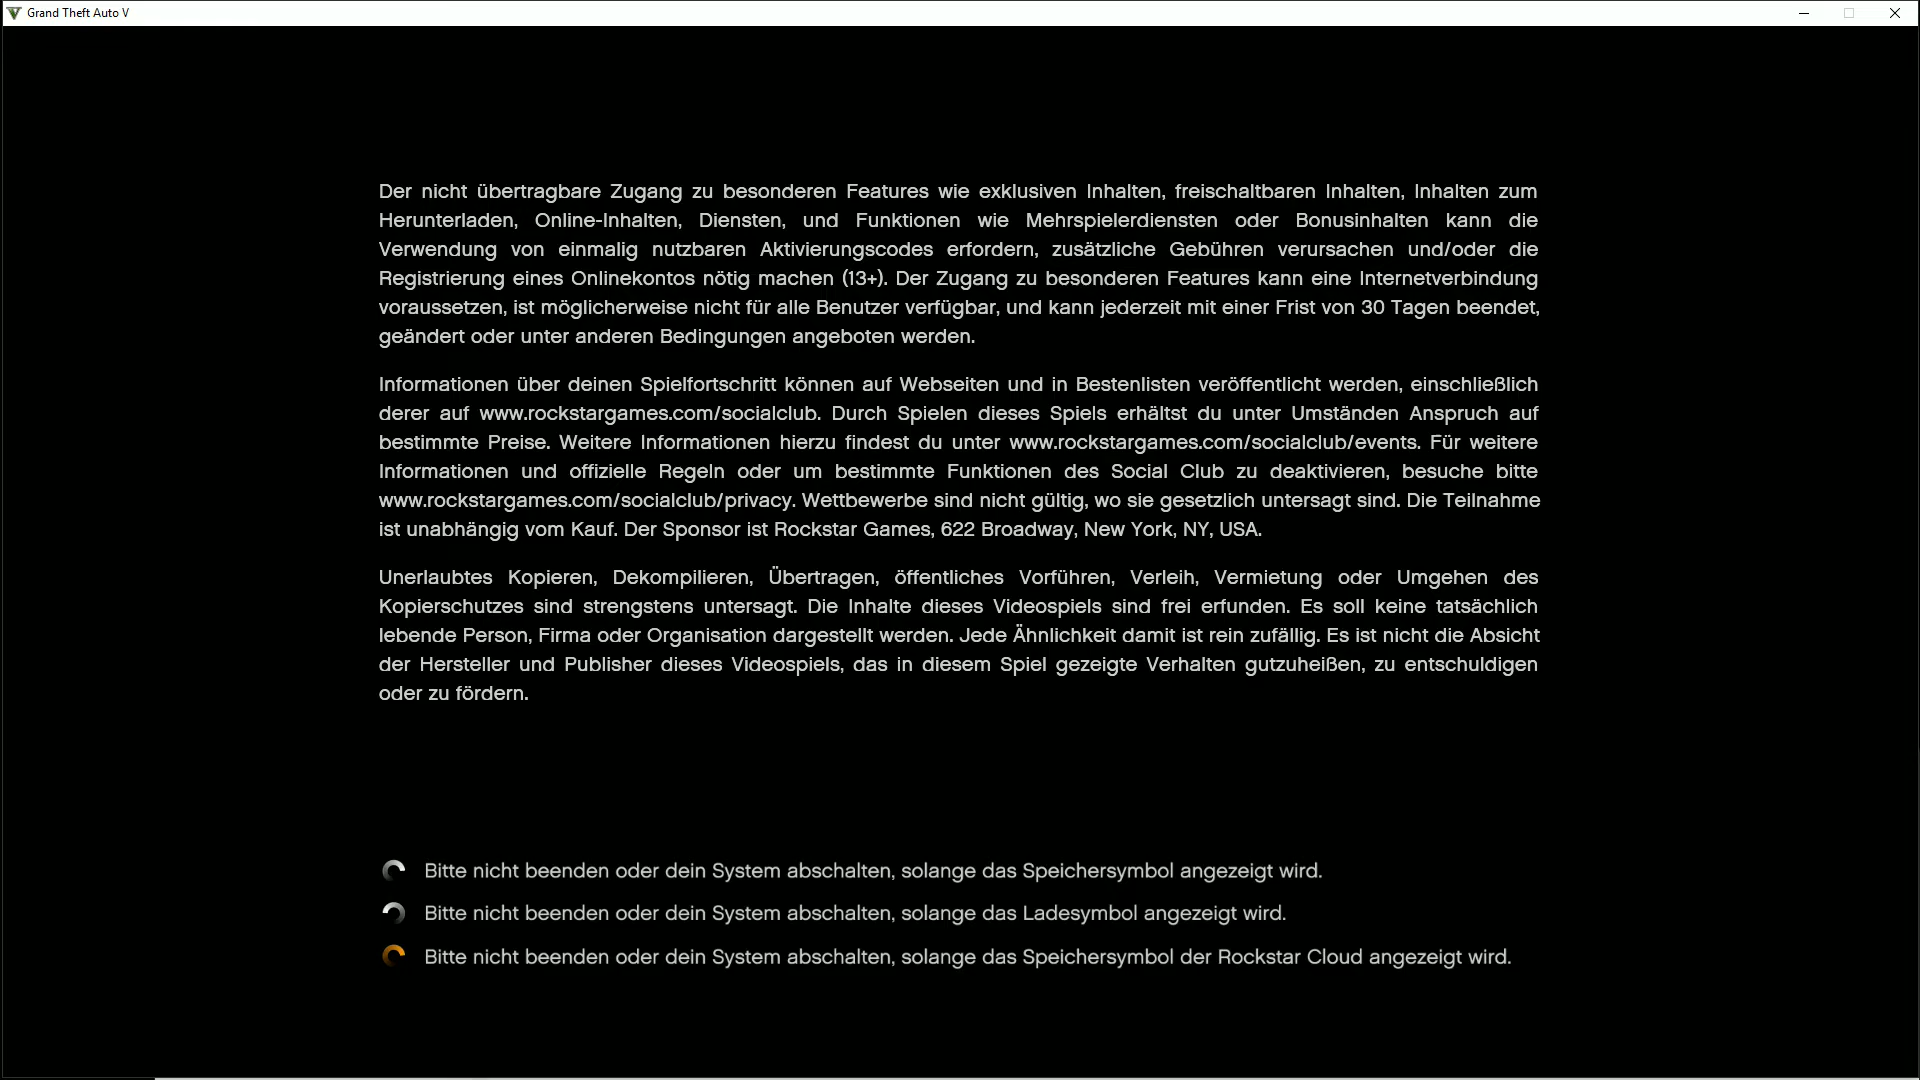 Grand Theft Auto V
Der nicht übertragbare Zugang zu besonderen Features wie exklusiven Inhalten, freischaltbaren Inhalten, Inhalten zum
Herunterladen, Online-Inhalten, Diensten, und Funktionen wie Mehrspielerdiensten oder Bonusinhalten kann die
Verwendung von einmalig nutzbaren Aktivierungscodes erfordern, zusätzliche Gebühren verursachen und/oder die
Registrierung eines Onlinekontos nötig machen (13+). Der Zugang zu besonderen Features kann eine Internetverbindung
voraussetzen, ist möglicherweise nicht für alle Benutzer verfügbar, und kann jederzeit mit einer Frist von 30 Tagen beendet,
geändert oder unter anderen Bedingungen angeboten werden.
Informationen über deinen Spielfortschritt können auf Webseiten und in Bestenlisten veröffentlicht werden, einschließlich
derer auf www.rockstargames.com/socialclub. Durch Spielen dieses Spiels erhältst du unter Umständen Anspruch auf
bestimmte Preise. Weitere Informationen hierzu findest du unter www.rockstargames.com/socialclub/events. Für weitere
Informationen und offizielle Regeln oder um bestimmte Funktionen des Social Club zu deaktivieren, besuche bitte
www.rockstargames.com/socialclub/privacy. Wettbewerbe sind nicht gültig, wo sie gesetzlich untersagt sind. Die Teilnahme
ist unabhängig vom Kauf. Der Sponsor ist Rockstar Games, 622 Broadway, New York, NY, USA.
Unerlaubtes Kopieren, Dekompilieren, Übertragen, öffentliches Vorführen, Verleih, Vermietung oder Umgehen des
Kopierschutzes sind strengstens untersagt. Die Inhalte dieses Videospiels sind frei erfunden. Es soll keine tatsächlich
lebende Person, Firma oder Organisation dargestellt werden. Jede Ähnlichkeit damit ist rein zufällig. Es ist nicht die Absicht
der Hersteller und Publisher dieses Videospiels, das in diesem Spiel gezeigte Verhalten gutzuheißen, zu entschuldigen
oder zu fördern.
Bitte nicht beenden oder dein System abschalten, solange das Speichersymbol angezeigt wird.
Bitte nicht beenden oder dein System abschalten, solange das Ladesymbol angezeigt wird.
Bitte nicht beenden oder dein System abschalten, solange das Speichersymbol der Rockstar Cloud angezeigt wird.